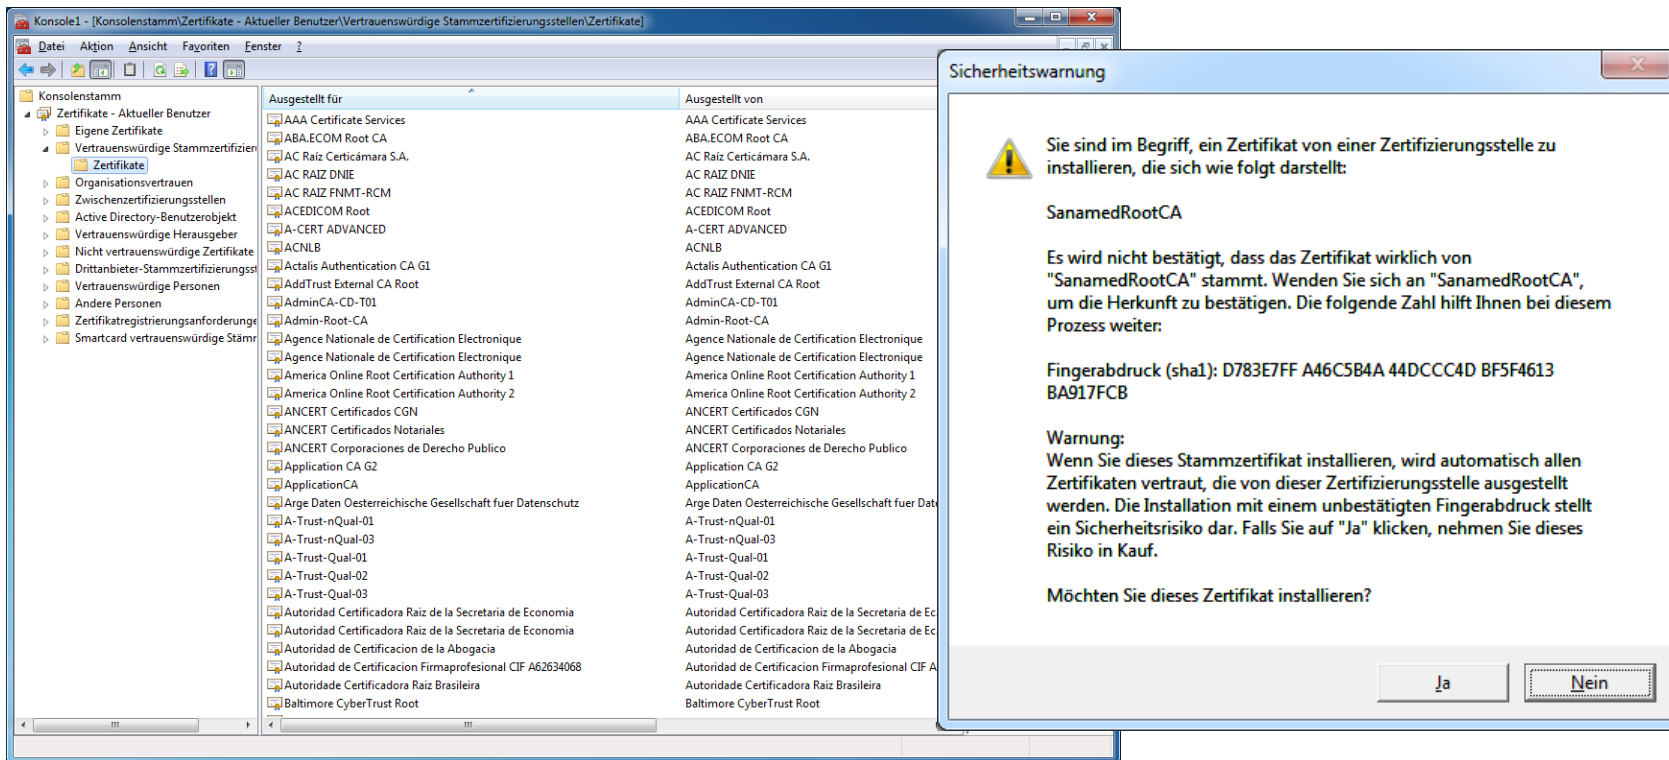 Konsole1 - [Konsolenstamm\Zertifikate - Aktueller Benutzer\Vertrauenswürdige Stammzertifizierungsstellen\Zertifikate]
Datei Aktion Ansicht Favoriten Fenster ?
Konsolenstamm
Zertifikate - Aktueller Benutzer
Eigene Zertifikate
Vertrauenswürdige Stammzertifizier
Zertifikate
Organisationsvertrauen
Zwischenzertifizierungsstellen
Active Directory-Benutzerobjekt
Vertrauenswürdige Herausgeber
Nicht vertrauenswürdige Zertifikate
Drittanbieter-Stammzertifizierungsst
Vertrauenswürdige Personen
Andere Personen
Zertifikatregistrierungsanforderunge
Smartcard vertrauenswürdige Stämr
Ausgestellt für Ausgestellt von
AAA Certificate Services AAA Certificate Services
ABA.ECOM Root CA ABA.ECOM Root CA
AC Raíz Certicámara S.A. AC Raíz Certicámara S.A.
AC RAIZ DNIE AC RAIZ DNIE
AC RAIZ FNMT-RCM AC RAIZ FNMT-RCM
ACEDICOM Root ACEDICOM Root
A-CERT ADVANCED A-CERT ADVANCED
ACNLB ACNLB
Actalis Authentication CA G1 Actalis Authentication CA G1
AddTrust External CA Root AddTrust External CA Root
AdminCA-CD-T01 AdminCA-CD-T01
Admin-Root-CA Admin-Root-CA
Agence Nationale de Certification Electronique Agence Nationale de Certification Electronique
Agence Nationale de Certification Electronique Agence Nationale de Certification Electronique
America Online Root Certification Authority 1 America Online Root Certification Authority 1
America Online Root Certification Authority 2 America Online Root Certification Authority 2
ANCERT Certificados CGN ANCERT Certificados CGN
ANCERT Certificados Notariales ANCERT Certificados Notariales
ANCERT Corporaciones de Derecho Publico ANCERT Corporaciones de Derecho Publico
Application CA G2 Application CA G2
ApplicationCA ApplicationCA
Arge Daten Oesterreichische Gesellschaft fuer Datenschutz Arge Daten Oesterreichische Gesellschaft fuer Date
A-Trust-nQual-01 A-Trust-nQual-01
A-Trust-nQual-03 A-Trust-nQual-03
A-Trust-Qual-01 A-Trust-Qual-01
A-Trust-Qual-02 A-Trust-Qual-02
A-Trust-Qual-03 A-Trust-Qual-03
Autoridad Certificadora Raiz de la Secretaria de Economia Autoridad Certificadora Raiz de la Secretaria de Ec
Autoridad Certificadora Raiz de la Secretaria de Economia Autoridad Certificadora Raiz de la Secretaria de Ec
Autoridad de Certificacion de la Abogacia Autoridad de Certificacion de la Abogacia
Autoridad de Certificacion Firmaprofesional CIF A62634068 Autoridad de Certificacion Firmaprofesional CIF A
Autoridade Certificadora Raiz Brasileira Autoridade Certificadora Raiz Brasileira
Baltimore CyberTrust Root Baltimore CyberTrust Root
Sicherheitswarnung
Sie sind im Begriff, ein Zertifikat von einer Zertifizierungsstelle zu
installieren, die sich wie folgt darstellt:
SanamedRootCA
Es wird nicht bestätigt, dass das Zertifikat wirklich von
"SanamedRootCA" stammt. Wenden Sie sich an "SanamedRootCA",
um die Herkunft zu bestätigen. Die folgende Zahl hilft Ihnen bei diesem
Prozess weiter:
Fingerabdruck (sha1): D783E7FF A46C5B4A 44DCCC4D BF5F4613
BA917FCB
Warnung:
Wenn Sie dieses Stammzertifikat installieren, wird automatisch allen
Zertifikaten vertraut, die von dieser Zertifizierungsstelle ausgestellt
werden. Die Installation mit einem unbestätigten Fingerabdruck stellt
ein Sicherheitsrisiko dar. Falls Sie auf "Ja" klicken, nehmen Sie dieses
Risiko in Kauf.
Möchten Sie dieses Zertifikat installieren?
Ja Nein